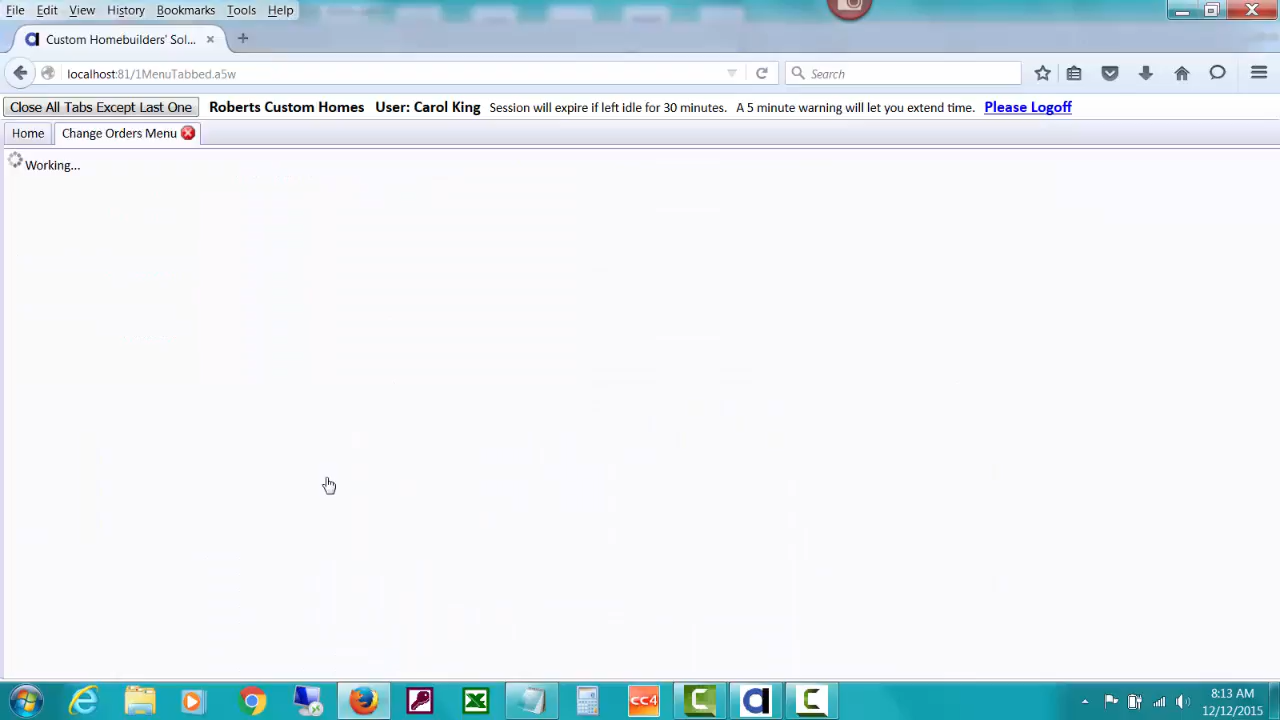 File Edit View History Bookmarks Tools Help
Custom Homebuilders' Sol...
localhost:81/1MenuTabbed.a5w
Search
Close All Tabs Except Last One Roberts Custom Homes User: Carol King Session will expire if left idle for 30 minutes. A 5 minute warning will let you extend time. Please Logoff
Home Change Orders Menu
Working...
CC4
8:13 AM
12/12/2015